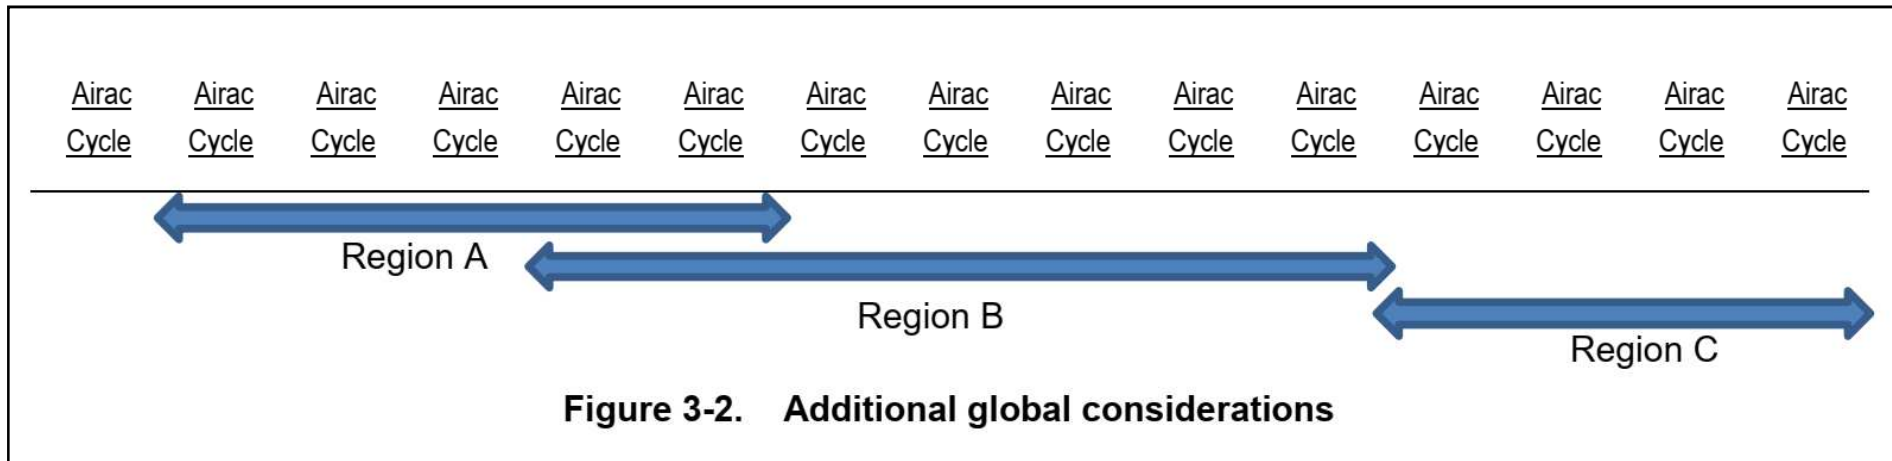 Airac Airac Airac Airac Airac Airac Airac Airac Airac Airac Airac Airac Airac Airac Airac
Cycle Cycle Cycle Cycle Cycle Cycle Cycle Cycle Cycle Cycle Cycle Cycle Cycle Cycle Cycle
Region A
Region B
Region C
Figure 3-2. Additional global considerations